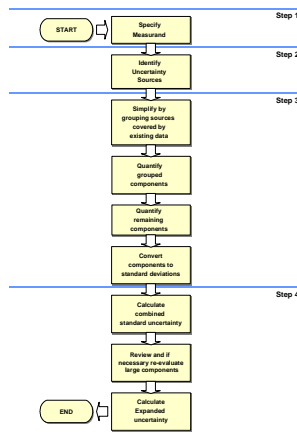 Step 1
START
Specify
Measurand
Step 2
Identify
Uncertainty
Sources
Step 3
Simplify by
grouping sources
covered by
existing data
Quantify
grouped
components
Quantify
remaining
components
Convert
components to
standard deviations
Step 4
Calculate
combined
standard uncertainty
Review and if
necessary re-evaluate
large components
END
Calculate
Expanded
uncertainty